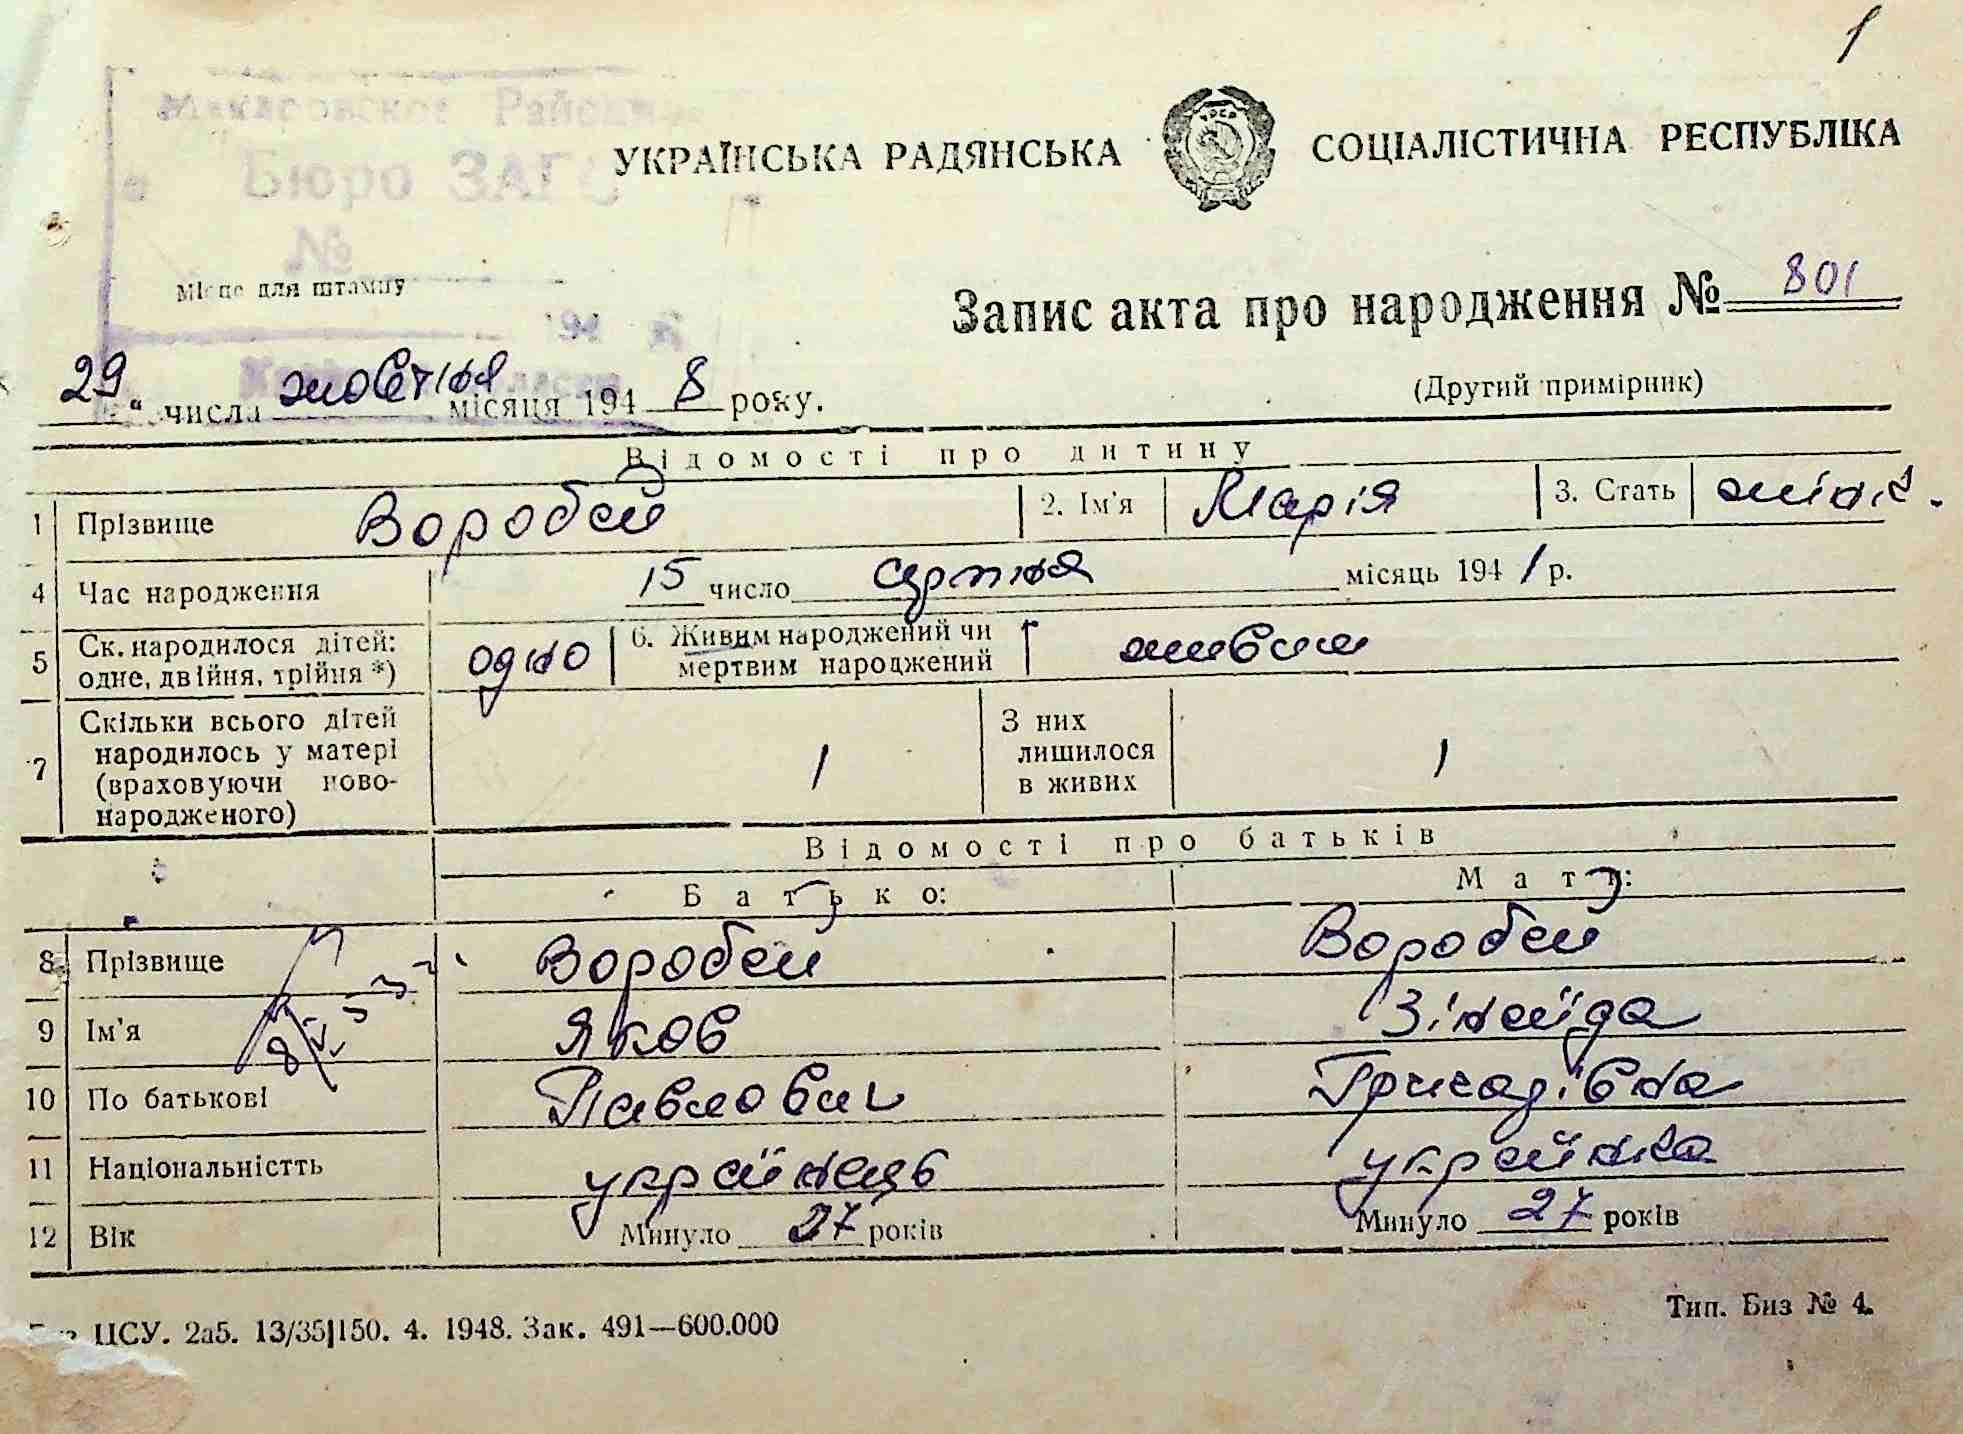 1
Макаровское Районное
Бюро ЗАГС
№
УКРАЇНСЬКА РАДЯНСЬКА СОЦІАЛІСТИЧНА РЕСПУБЛІКА
Місце для штампу
194
Запис акта про народження № 801
(Другий примірник)
29 " числа жовтня місяця 194 8 року.
Відомості про дитину
1 Прізвище Воробей 2. Ім'я Марія 3. Стать жіноч.
4 Час народження 15 число серпня місяць 194 1 р.
5 Ск. народилося дітей: одне, двійня, трійня *) одно 6. Живим народжений чи мертвим народжений живим
7 Скільки всього дітей народилось у матері (враховуючи новонародженого) 1 З них лишилося в живих 1
Відомості про батьків
Батько: Мати:
8 Прізвище Воробей Воробей
9 Ім'я Яков Зінаїда
10 По батькові Павлович
11 Національністть українець українка
12 Вік Минуло 27 років Минуло 27 років
ЦСУ. 2а5. 13/35|150. 4. 1948. Зак. 491—600.000
Тип. Биз № 4.